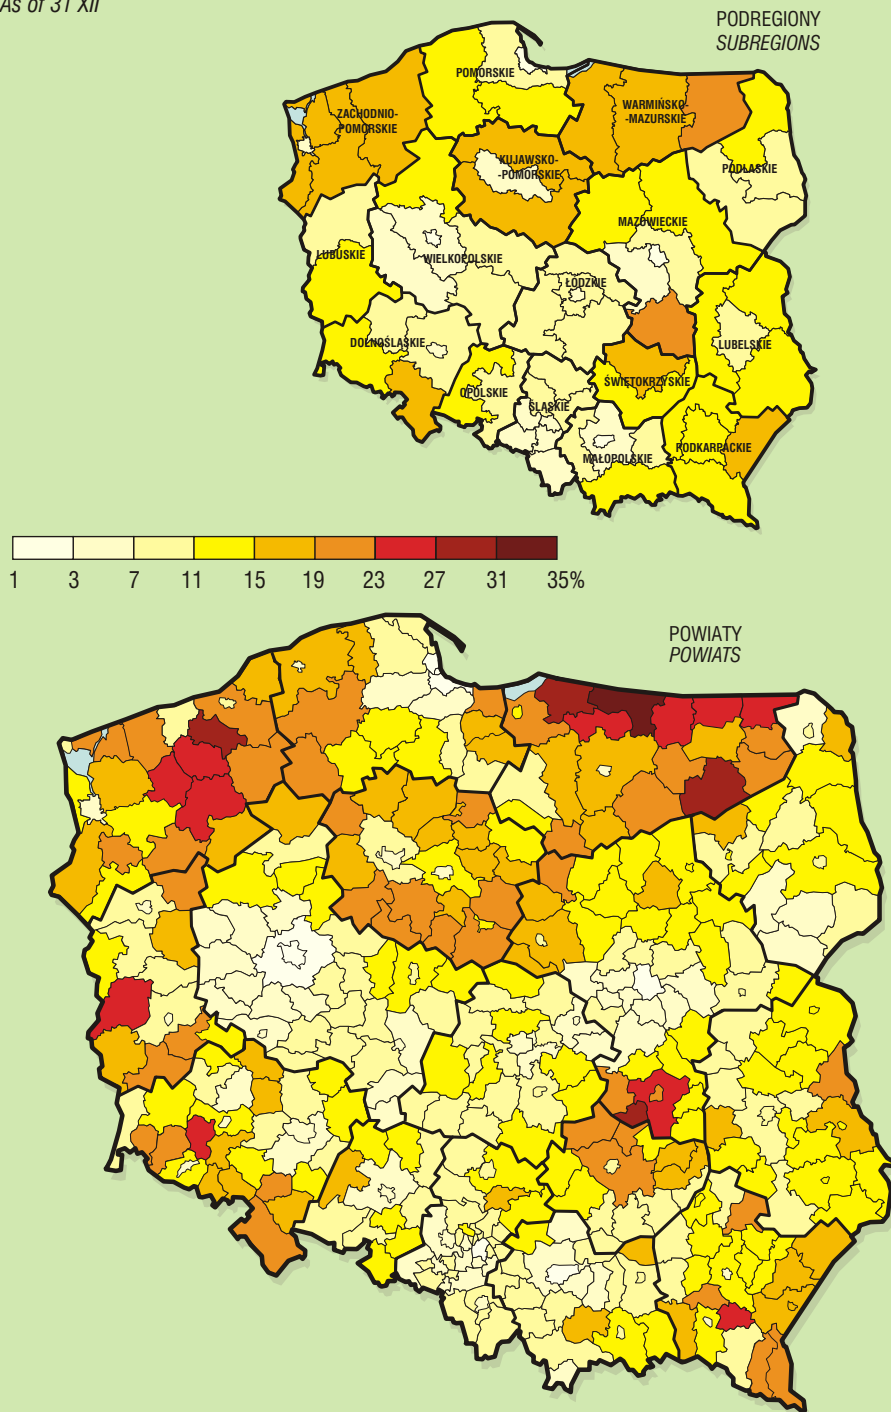 As of 31 XII
PODREGIONY
SUBREGIONS
POMORSKIE
ZACHODNIO-
POMORSKIE
WARMIŃSKO
-MAZURSKIE
KUJAWSKO-
-POMORSKIE
PODLASKIE
MAZOWIECKIE
LUBUSKIE
WIELKOPOLSKIE
ŁÓDZKIE
DOLNOŚLĄSKIE
LUBELSKIE
OPOLSKIE
ŚWIĘTOKRZYSKIE
ŚLĄSKIE
PODKARPACKIE
MAŁOPOLSKIE
1 3 7 11 15 19 23 27 31 35%
POWIATY
POWIATS